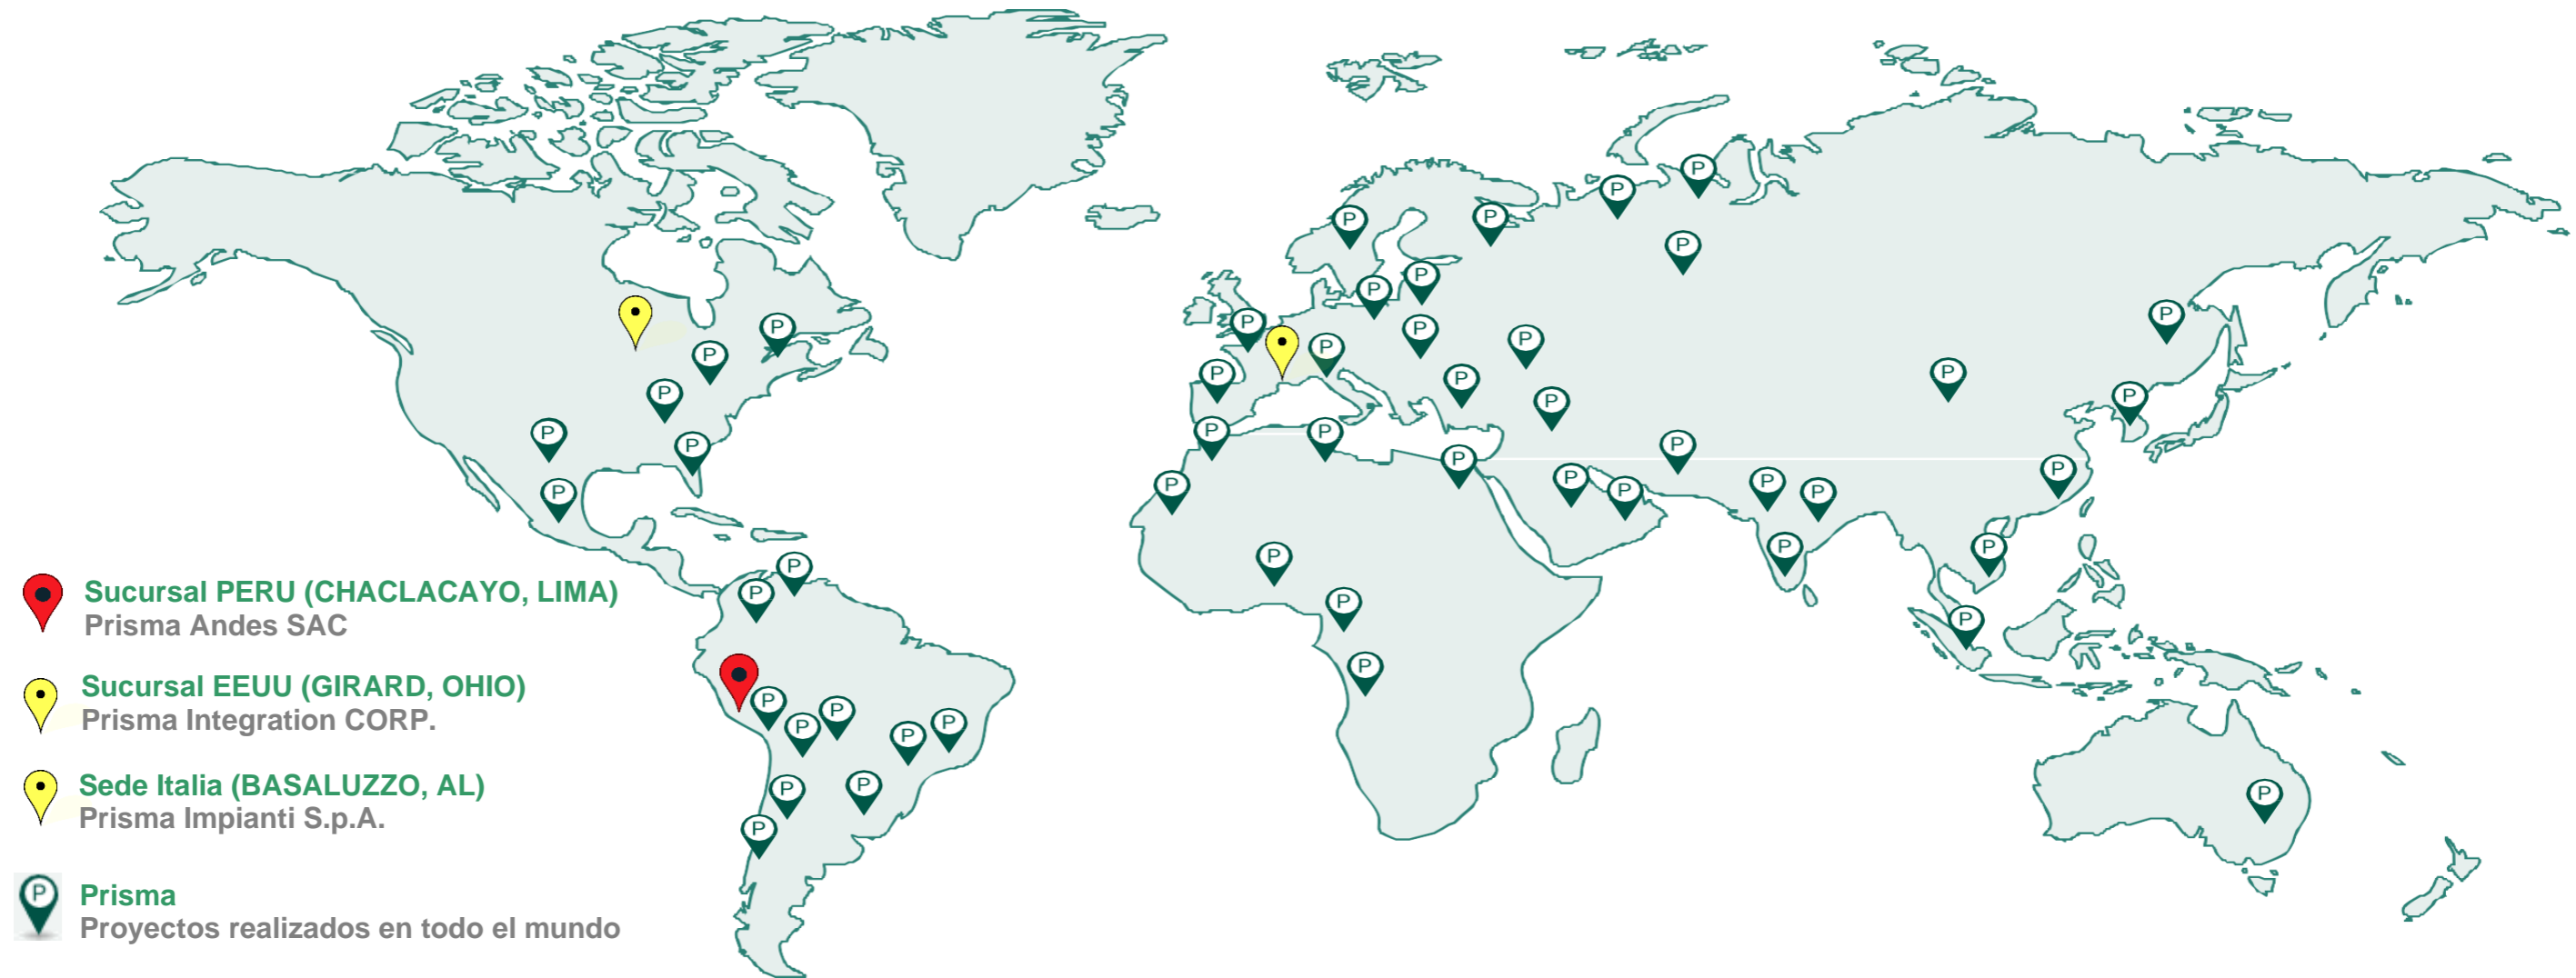 Sucursal PERU (CHACLACAYO, LIMA)
Prisma Andes SAC
Sucursal EEUU (GIRARD, OHIO)
Prisma Integration CORP.
Sede Italia (BASALUZZO, AL)
Prisma Impianti S.p.A.
P
Prisma
Proyectos realizados en todo el mundo